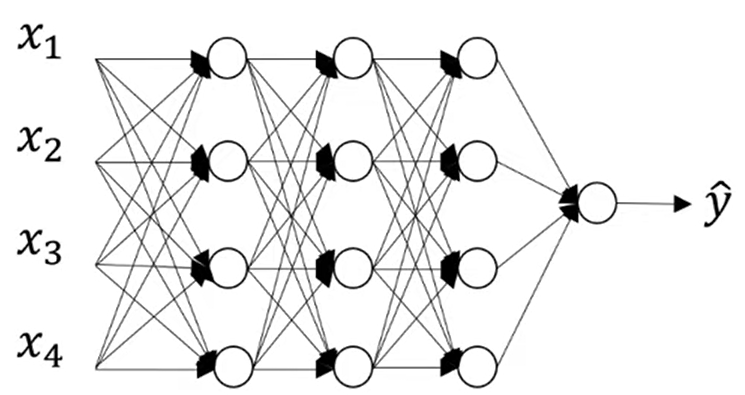 x₁
x₂
x₃
x₄
ŷ